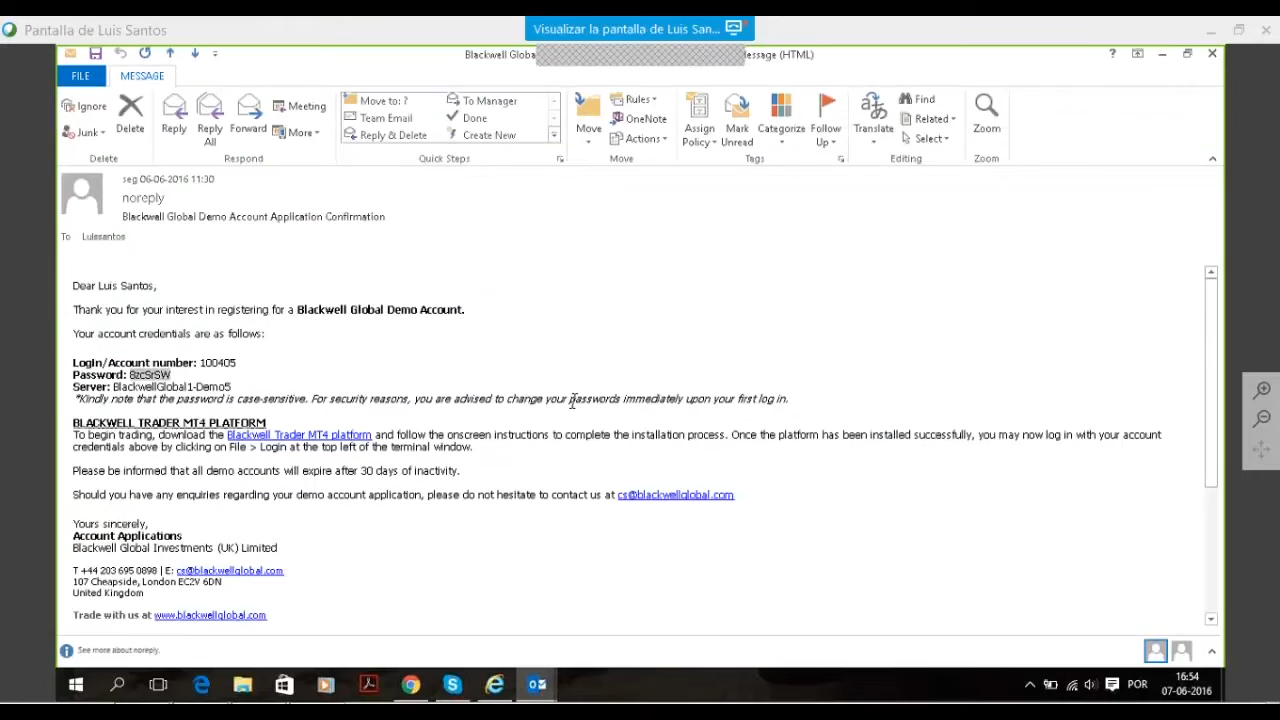 Pantalla de Luis Santos
Visualizar la pantalla de Luis San...
Blackwell Globa
essage (HTML)
FILE MESSAGE
Ignore
Junk
Delete
Reply
Reply All
Forward
Meeting
More
Move to: ?
Team Email
Reply & Delete
To Manager
Done
Create New
Move
Rules
OneNote
Actions
Assign Policy
Mark Unread
Categorize
Follow Up
Translate
Find
Related
Select
Zoom
Delete Respond Quick Steps Move Tags Editing Zoom
seg 06-06-2016 11:30
noreply
Blackwell Global Demo Account Application Confirmation
To Luissantos
Dear Luis Santos,
Thank you for your interest in registering for a Blackwell Global Demo Account.
Your account credentials are as follows:
Login/Account number: 100405
Password: 8zcSrSW
Server: BlackwellGlobal1-Demo5
*Kindly note that the password is case-sensitive. For security reasons, you are advised to change your passwords immediately upon your first log in.
BLACKWELL TRADER MT4 PLATFORM
To begin trading, download the Blackwell Trader MT4 platform and follow the onscreen instructions to complete the installation process. Once the platform has been installed successfully, you may now log in with your account
credentials above by clicking on File > Login at the top left of the terminal window.
Please be informed that all demo accounts will expire after 30 days of inactivity.
Should you have any enquiries regarding your demo account application, please do not hesitate to contact us at cs@blackwellglobal.com
Yours sincerely,
Account Applications
Blackwell Global Investments (UK) Limited
T +44 203 695 0898 | E: cs@blackwellglobal.com
107 Cheapside, London EC2V 6DN
United Kingdom
Trade with us at www.blackwellglobal.com
See more about noreply.
POR
16:54
07-06-2016